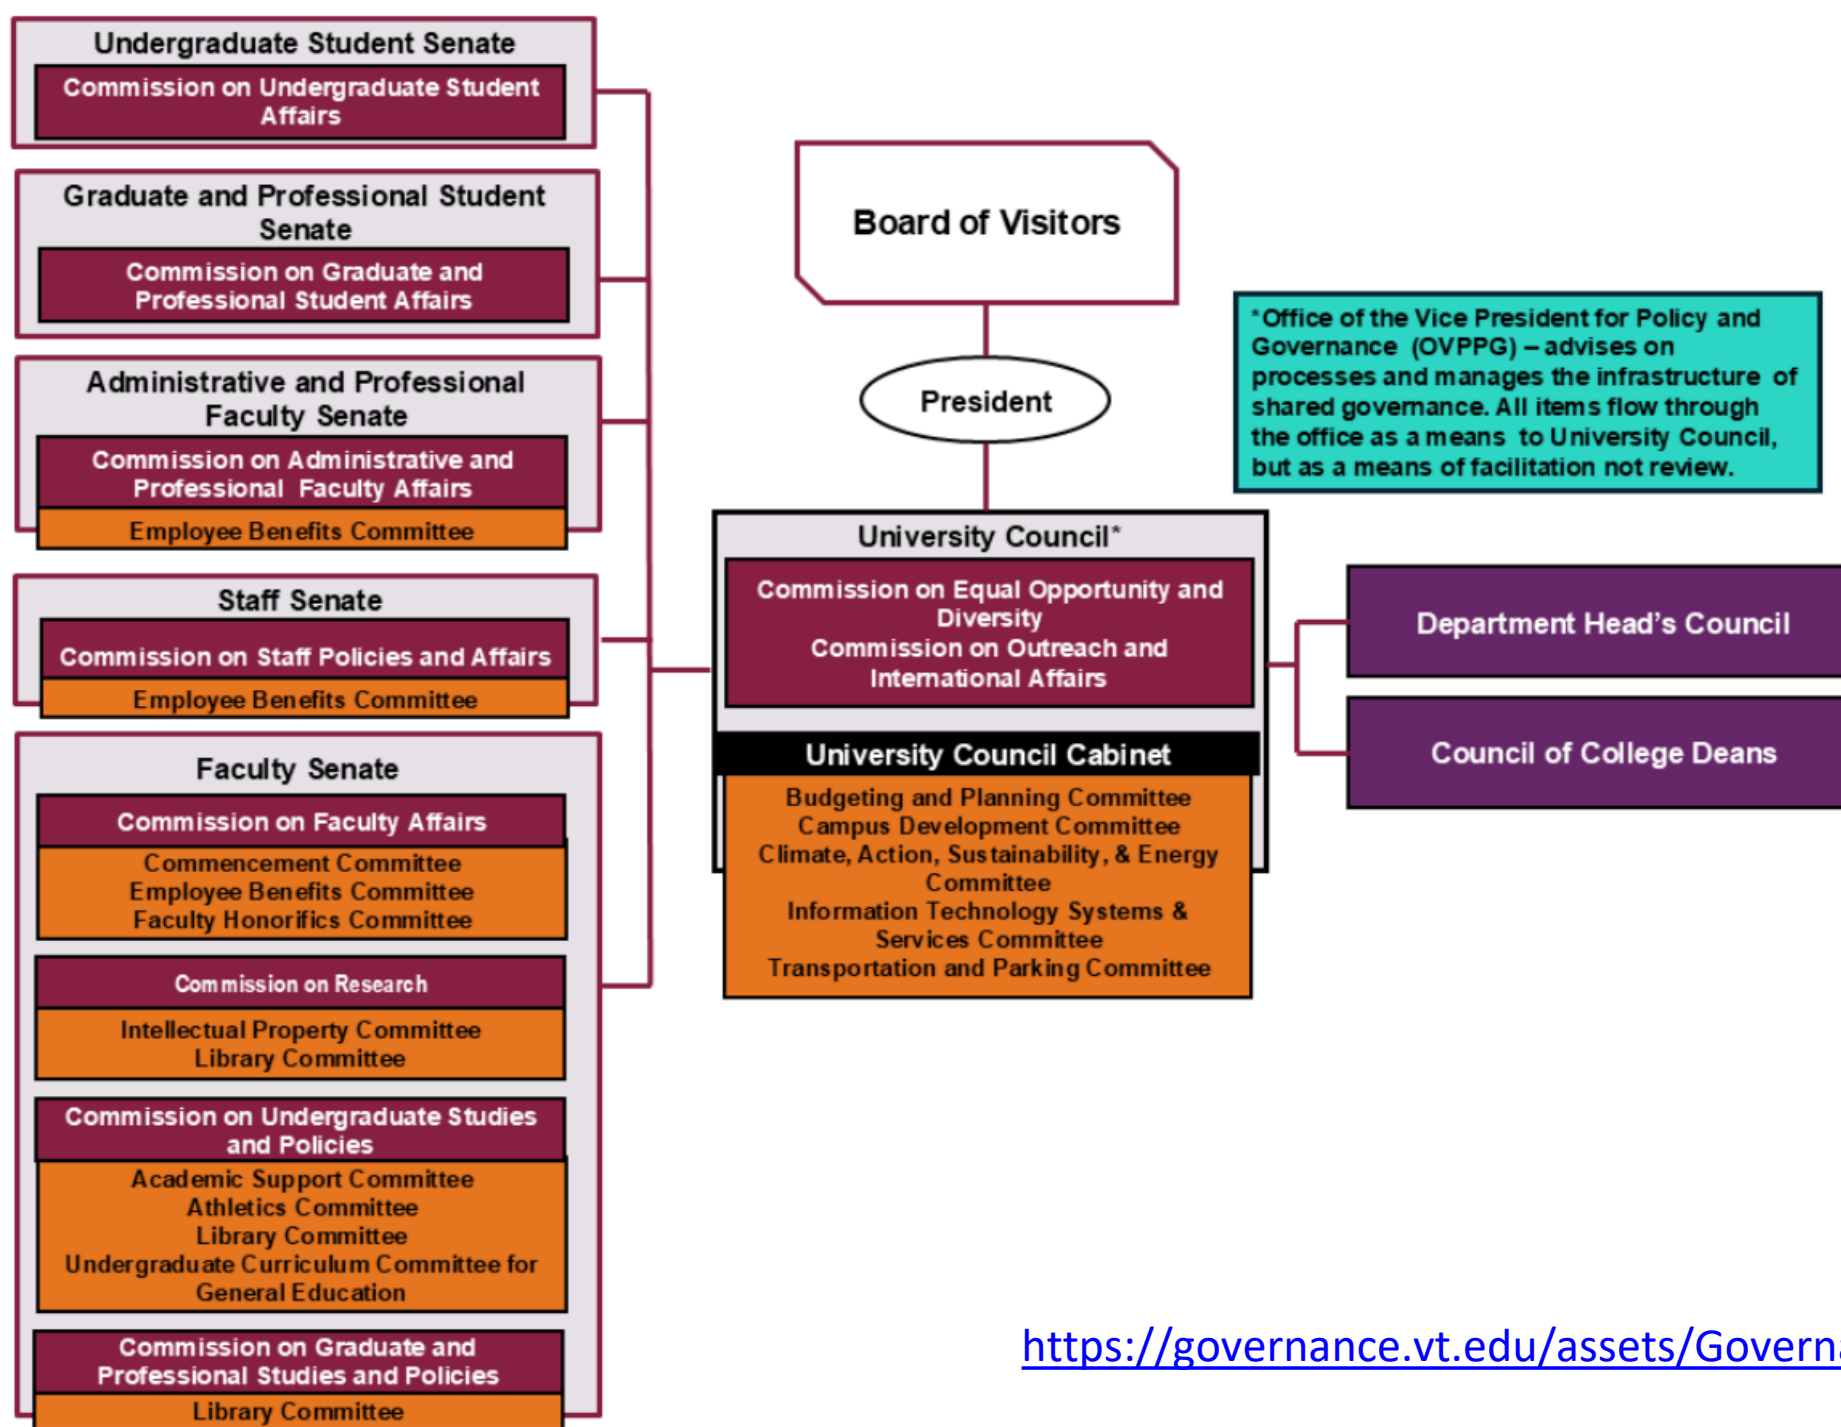 Undergraduate Student Senate
Commission on Undergraduate Student
Affairs
Graduate and Professional Student
Senate
Commission on Graduate and
Professional Student Affairs
Administrative and Professional
Faculty Senate
Commission on Administrative and
Professional Faculty Affairs
Employee Benefits Committee
Staff Senate
Commission on Staff Policies and Affairs
Employee Benefits Committee
Faculty Senate
Commission on Faculty Affairs
Commencement Committee
Employee Benefits Committee
Faculty Honorifics Committee
Commission on Research
Intellectual Property Committee
Library Committee
Commission on Undergraduate Studies
and Policies
Academic Support Committee
Athletics Committee
Library Committee
Undergraduate Curriculum Committee for
General Education
Commission on Graduate and
Professional Studies and Policies
Library Committee
Board of Visitors
President
University Council*
Commission on Equal Opportunity and
Diversity
Commission on Outreach and
International Affairs
University Council Cabinet
Budgeting and Planning Committee
Campus Development Committee
Climate, Action, Sustainability, & Energy
Committee
Information Technology Systems &
Services Committee
Transportation and Parking Committee
*Office of the Vice President for Policy and
Governance (OVPPG) – advises on
processes and manages the infrastructure of
shared governance. All items flow through
the office as a means to University Council,
but as a means of facilitation not review.
Department Head's Council
Council of College Deans
https://governance.vt.edu/assets/Governa